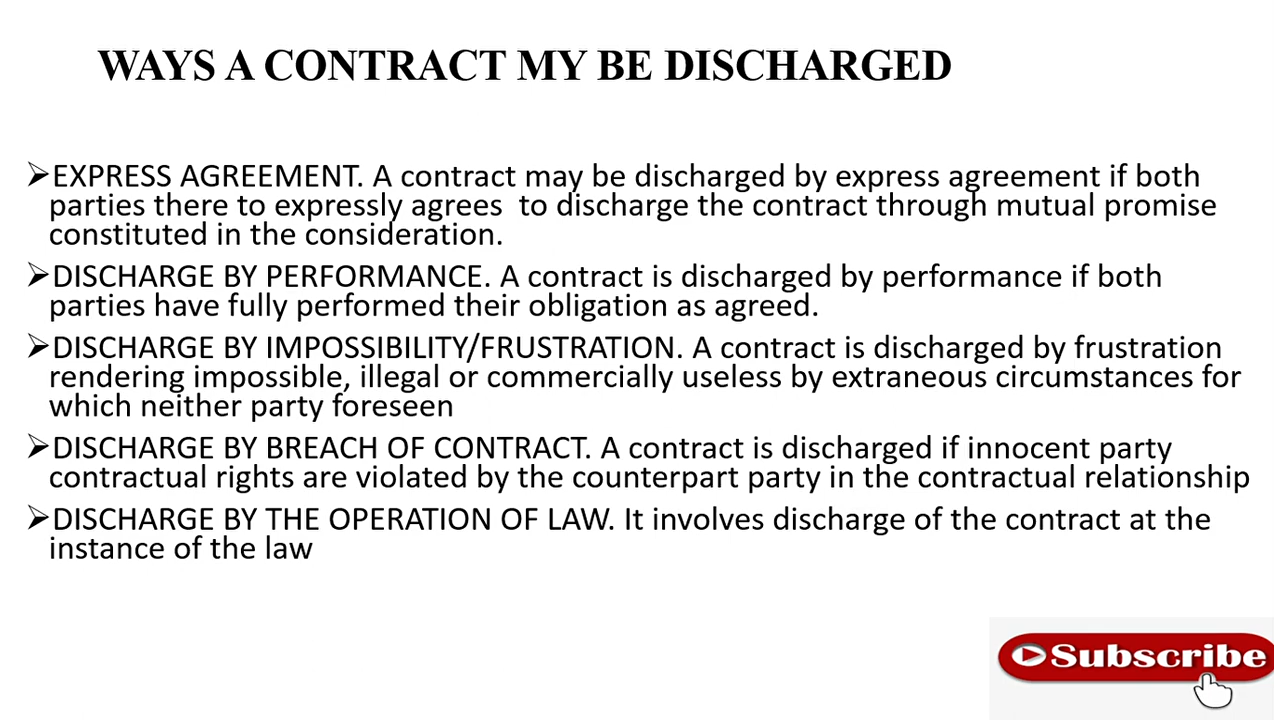 WAYS A CONTRACT MY BE DISCHARGED
➢EXPRESS AGREEMENT. A contract may be discharged by express agreement if both
parties there to expressly agrees  to discharge the contract through mutual promise
constituted in the consideration.
➢DISCHARGE BY PERFORMANCE. A contract is discharged by performance if both
parties have fully performed their obligation as agreed.
➢DISCHARGE BY IMPOSSIBILITY/FRUSTRATION. A contract is discharged by frustration
rendering impossible, illegal or commercially useless by extraneous circumstances for
which neither party foreseen
➢DISCHARGE BY BREACH OF CONTRACT. A contract is discharged if innocent party
contractual rights are violated by the counterpart party in the contractual relationship
➢DISCHARGE BY THE OPERATION OF LAW. It involves discharge of the contract at the
instance of the law
Subscribe